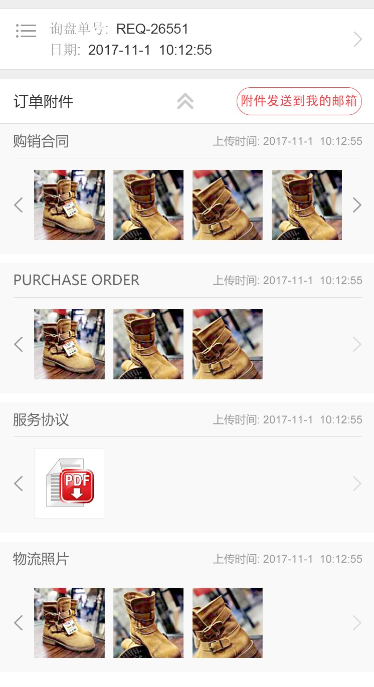 询盘单号: REQ-26551
日期: 2017-11-1 10:12:55
订单附件 附件发送到我的邮箱
购销合同 上传时间: 2017-11-1 10:12:55
PURCHASE ORDER 上传时间: 2017-11-1 10:12:55
服务协议 上传时间: 2017-11-1 10:12:55
PDF
物流照片 上传时间: 2017-11-1 10:12:55